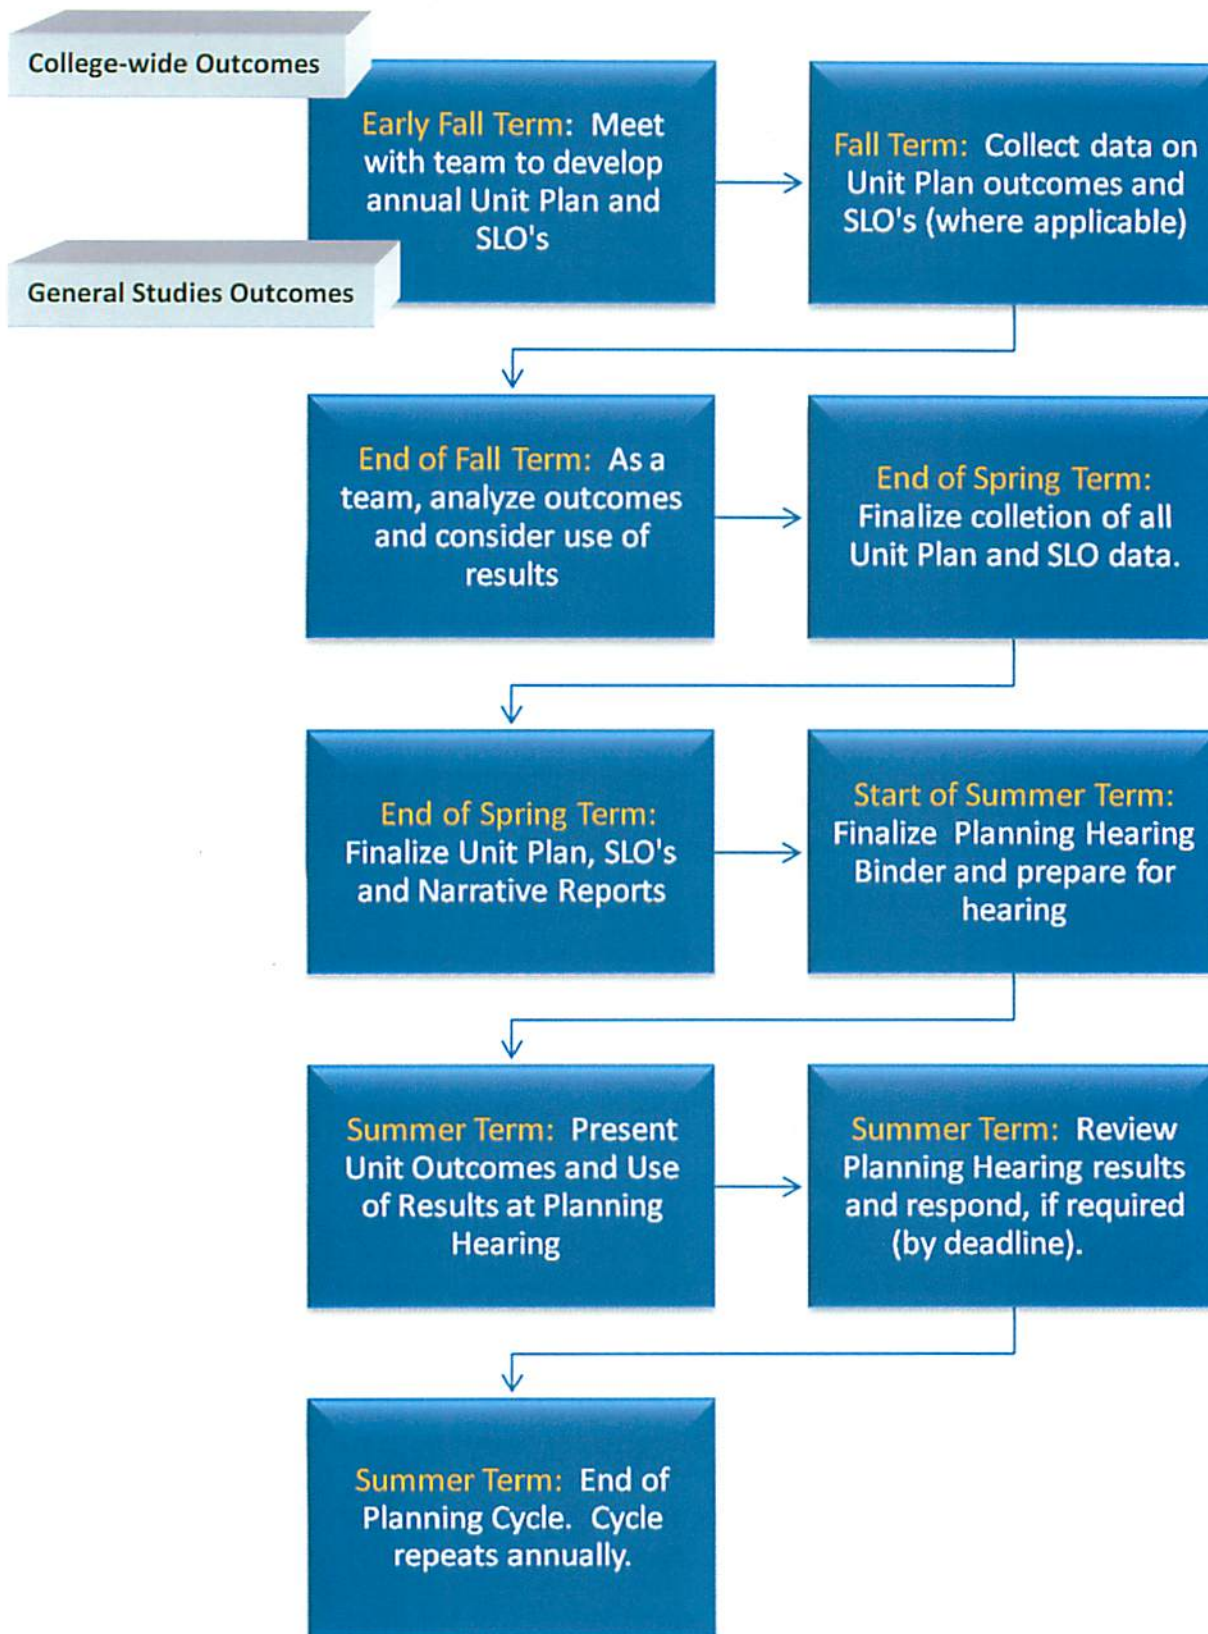 College-wide Outcomes
Early Fall Term:  Meet
with team to develop
annual Unit Plan and
SLO's
General Studies Outcomes
Fall Term:  Collect data on
Unit Plan outcomes and
SLO's (where applicable)
End of Fall Term:  As a
team, analyze outcomes
and consider use of
results
End of Spring Term:
Finalize colletion of all
Unit Plan and SLO data.
End of Spring Term:
Finalize Unit Plan, SLO's
and Narrative Reports
Start of Summer Term:
Finalize  Planning Hearing
Binder and prepare for
hearing
Summer Term:  Present
Unit Outcomes and Use
of Results at Planning
Hearing
Summer Term:  Review
Planning Hearing results
and respond, if required
(by deadline).
Summer Term:  End of
Planning Cycle.  Cycle
repeats annually.